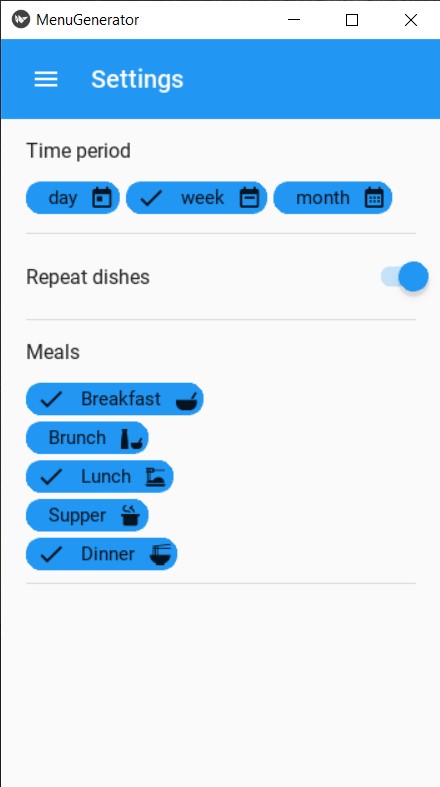 MenuGenerator
Settings
Time period
day week month
Repeat dishes
Meals
Breakfast
Brunch
Lunch
Supper
Dinner